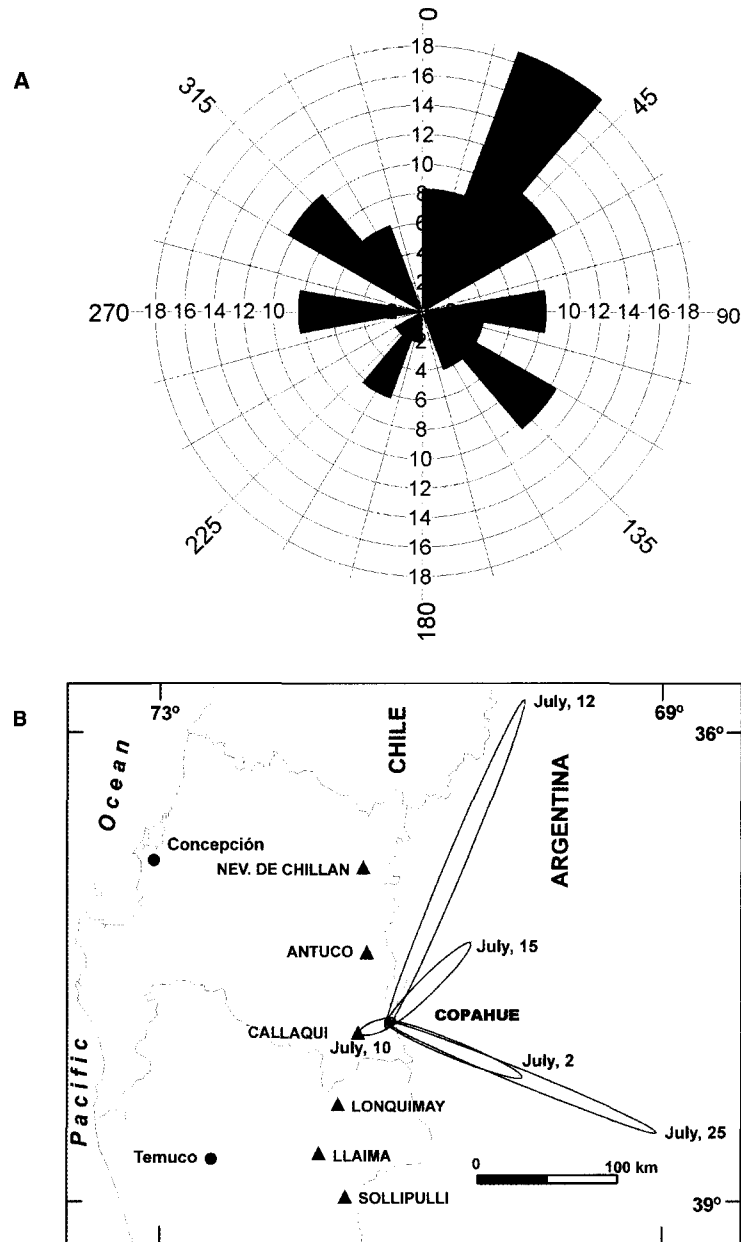 A
0
45
90
135
180
225
270
315
18
16
14
12
10
8
6
4
2
2
4
6
8
10
12
14
16
18
18 16 14 12 10
10 12 14 16 18
B
73º
69º
36º
39º
Pacific Ocean
CHILE
ARGENTINA
July, 12
Concepción
NEV. DE CHILLAN
ANTUCO
July, 15
COPAHUE
CALLAQUI
July, 10
July, 2
LONQUIMAY
July, 25
Temuco
LLAIMA
0 100 km
SOLLIPULLI